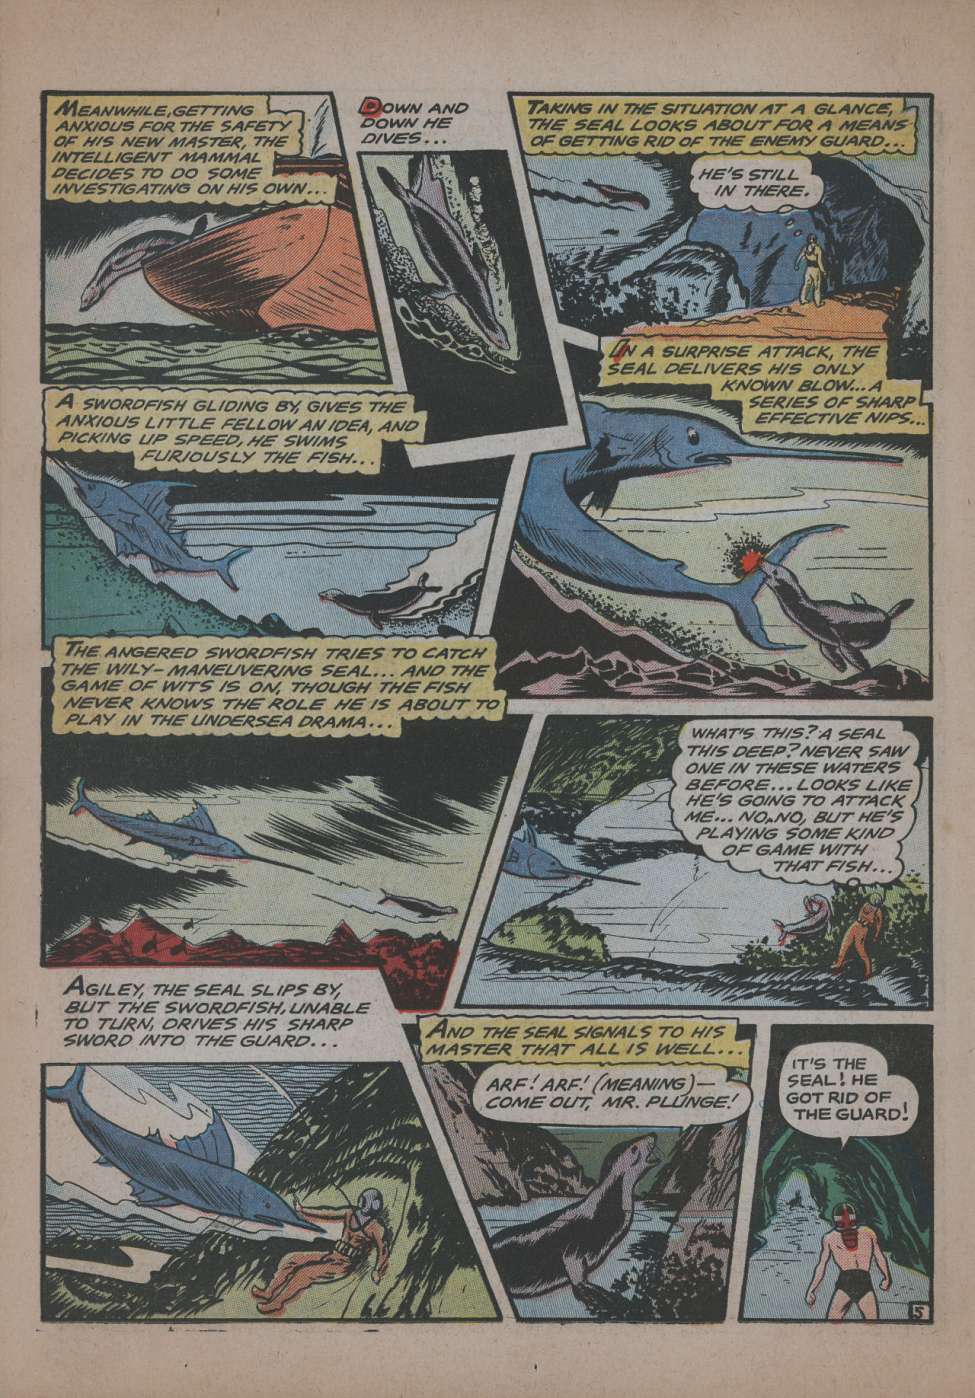 MEANWHILE, GETTING
ANXIOUS FOR THE SAFETY
OF HIS NEW MASTER, THE
INTELLIGENT MAMMAL
DECIDES TO DO SOME
INVESTIGATING ON HIS OWN...
DOWN AND
DOWN HE
DIVES...
TAKING IN THE SITUATION AT A GLANCE,
THE SEAL LOOKS ABOUT FOR A MEANS
OF GETTING RID OF THE ENEMY GUARD...
HE'S STILL
IN THERE.
A SWORDFISH GLIDING BY, GIVES THE
ANXIOUS LITTLE FELLOW AN IDEA, AND
PICKING UP SPEED, HE SWIMS
FURIOUSLY THE FISH...
IN A SURPRISE ATTACK, THE
SEAL DELIVERS HIS ONLY
KNOWN BLOW... A
SERIES OF SHARP
EFFECTIVE NIPS...
THE ANGERED SWORDFISH TRIES TO CATCH
THE WILY-MANEUVERING SEAL... AND THE
GAME OF WITS IS ON, THOUGH THE FISH
NEVER KNOWS THE ROLE HE IS ABOUT TO
PLAY IN THE UNDERSEA DRAMA...
WHAT'S THIS? A SEAL
THIS DEEP? NEVER SAW
ONE IN THESE WATERS
BEFORE... LOOKS LIKE
HE'S GOING TO ATTACK
ME... NO, NO, BUT HE'S
PLAYING SOME KIND
OF GAME WITH
THAT FISH...
AGILEY, THE SEAL SLIPS BY,
BUT THE SWORDFISH, UNABLE
TO TURN, DRIVES HIS SHARP
SWORD INTO THE GUARD...
AND THE SEAL SIGNALS TO HIS
MASTER THAT ALL IS WELL...
ARF! ARF! (MEANING)—
COME OUT, MR. PLUNGE!
IT'S THE
SEAL! HE
GOT RID OF
THE GUARD!
5